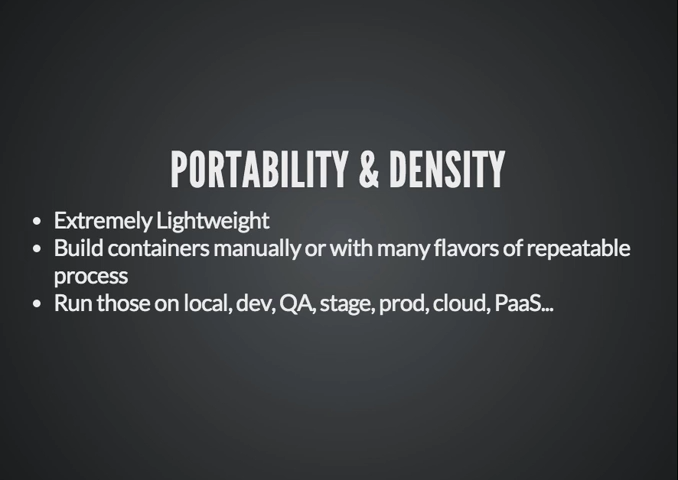 PORTABILITY & DENSITY
• Extremely Lightweight
• Build containers manually or with many flavors of repeatable
process
• Run those on local, dev, QA, stage, prod, cloud, PaaS...